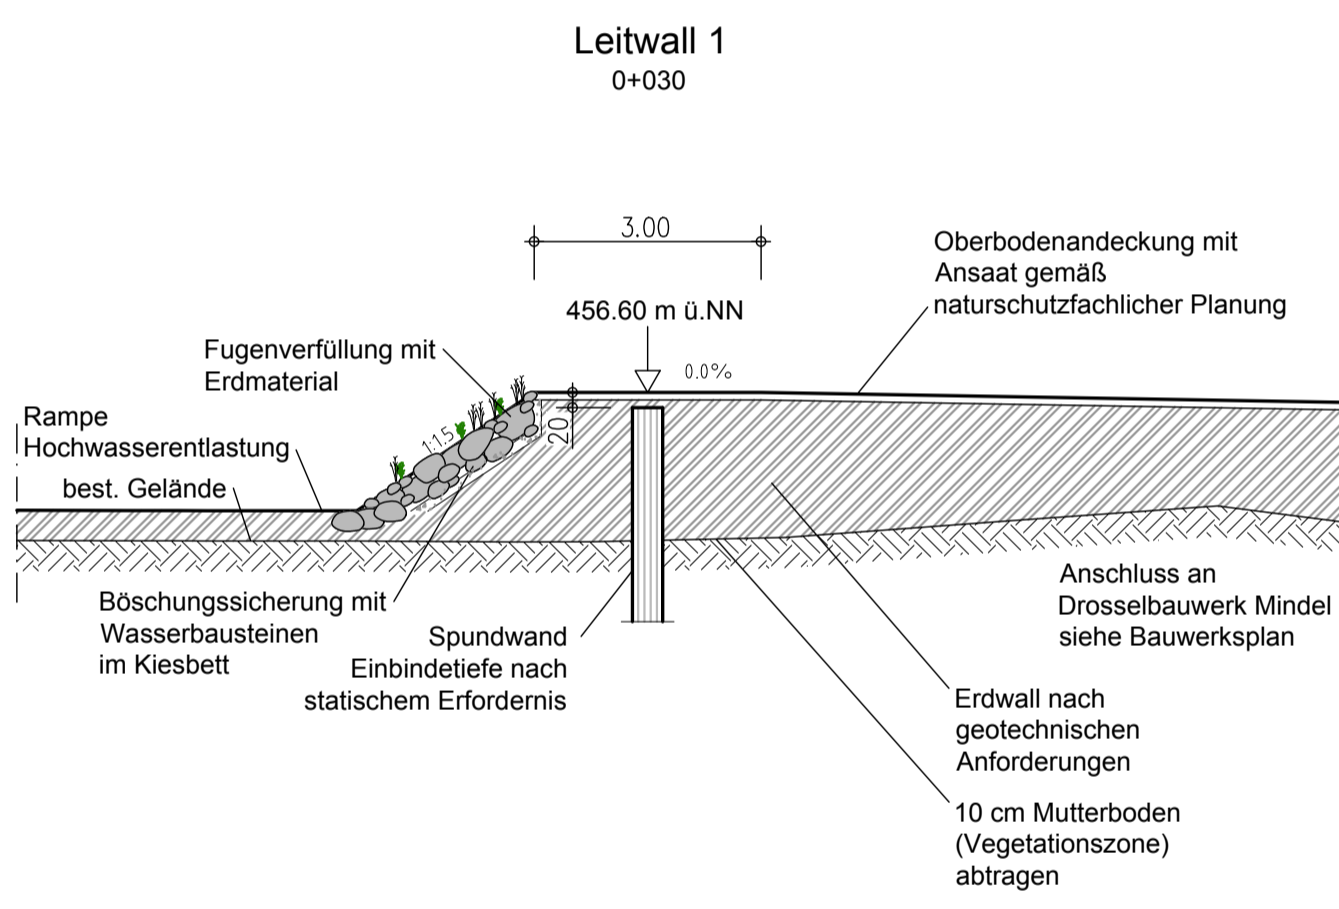 Leitwall 1
0+030
3.00
456.60 m ü.NN
0.0%
Oberbodenandeckung mit
Ansaat gemäß
naturschutzfachlicher Planung
Fugenverfüllung mit
Erdmaterial
Rampe
Hochwasserentlastung
best. Gelände
1:1.5
20
Böschungssicherung mit
Wasserbausteinen
im Kiesbett
Spundwand
Einbindetiefe nach
statischem Erfordernis
Anschluss an
Drosselbauwerk Mindel
siehe Bauwerksplan
Erdwall nach
geotechnischen
Anforderungen
10 cm Mutterboden
(Vegetationszone)
abtragen